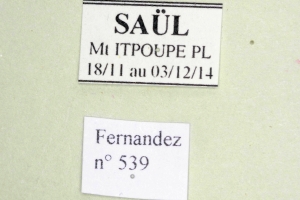 SAÜL
Mt ITPOUPE PL
18/11 au 03/12/14
Fernandez
n° 539